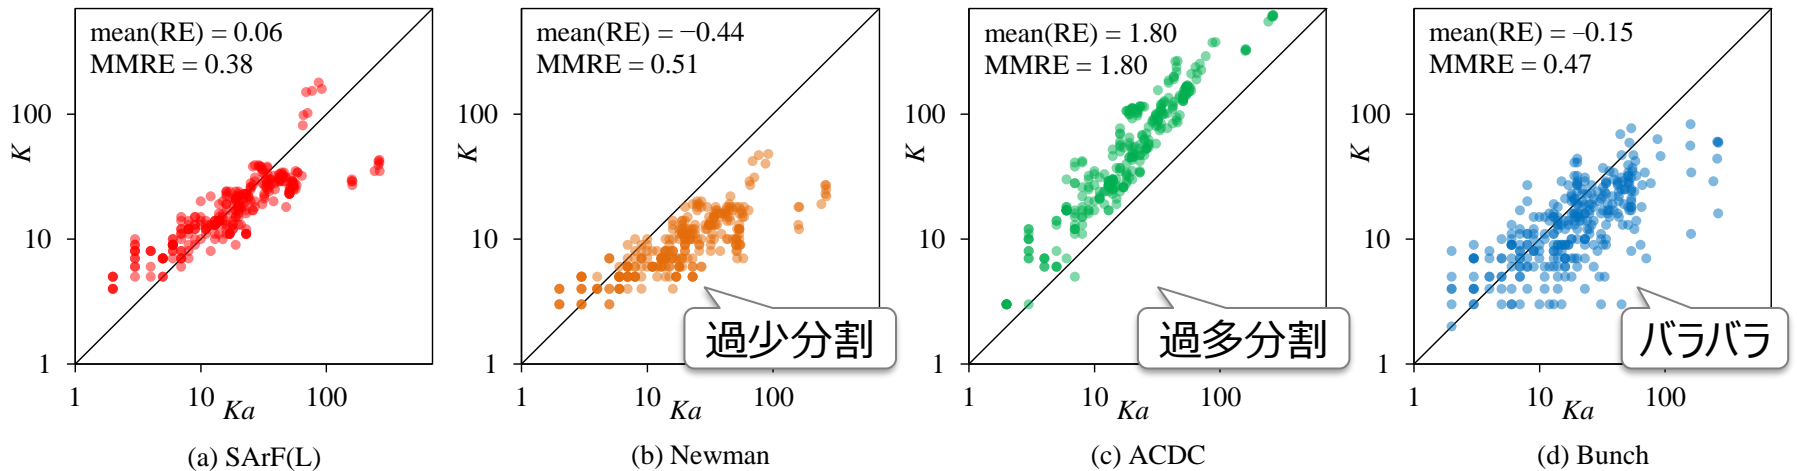 mean(RE) = 0.06
MMRE = 0.38
100
10
1
K
1
10
100
Ka
(a) SArF(L)
mean(RE) = −0.44
MMRE = 0.51
100
10
1
K
過少分割
1
10
100
Ka
(b) Newman
mean(RE) = 1.80
MMRE = 1.80
100
10
1
K
過多分割
1
10
100
Ka
(c) ACDC
mean(RE) = –0.15
MMRE = 0.47
100
10
1
K
バラバラ
1
10
100
Ka
(d) Bunch